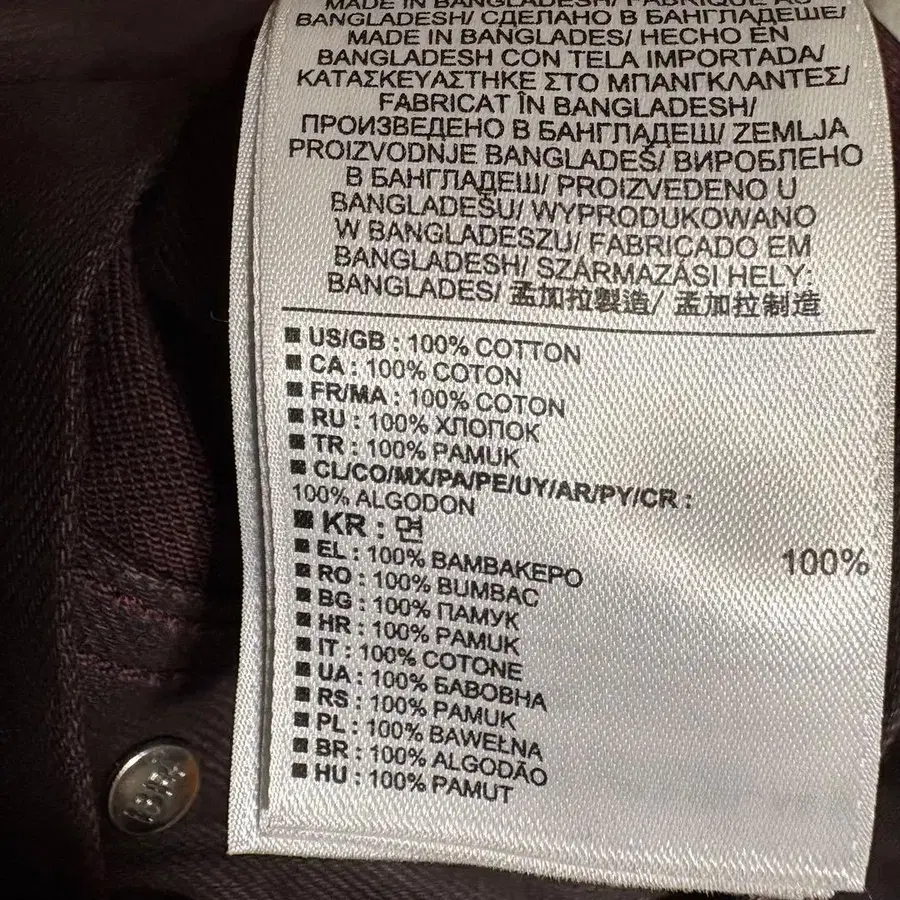 MADE IN BANGLADESH/ FABRIQUÉ AU
BANGLADESH/ СДЕЛАНО В БАНГЛАДЕШЕ/
MADE IN BANGLADES/ HECHO EN
BANGLADESH CON TELA IMPORTADA/
ΚΑΤΑΣΚΕΥΑΣΤΗΚΕ ΣΤΟ ΜΠΑΝΓΚΛΑΝΤΕΣ/
FABRICAT ÎN BANGLADESH/
ПРОИЗВЕДЕНО В БАНГЛАДЕШ/ ZEMLJA
PROIZVODNJE BANGLADEŠ/ ВИРОБЛЕНО
В БАНГЛАДЕШ/ PROIZVEDENO U
BANGLADEŠU/ WYPRODUKOWANO
W BANGLADESZU/ FABRICADO EM
BANGLADESH/ SZÁRMAZÁSI HELY:
BANGLADES/ 孟加拉製造/ 孟加拉制造
US/GB : 100% COTTON
CA : 100% COTON
FR/MA : 100% COTON
RU : 100% ХЛОПОК
TR : 100% PAMUK
CL/CO/MX/PA/PE/UY/AR/PY/CR :
100% ALGODON
KR : 면 100%
EL : 100% ΒΑΜΒΑΚΕΡΟ
RO : 100% BUMBAC
BG : 100% ПАМУК
HR : 100% PAMUK
IT : 100% COTONE
UA : 100% БАВОВНА
RS : 100% PAMUK
PL : 100% BAWEŁNA
BR : 100% ALGODÃO
HU : 100% PAMUT